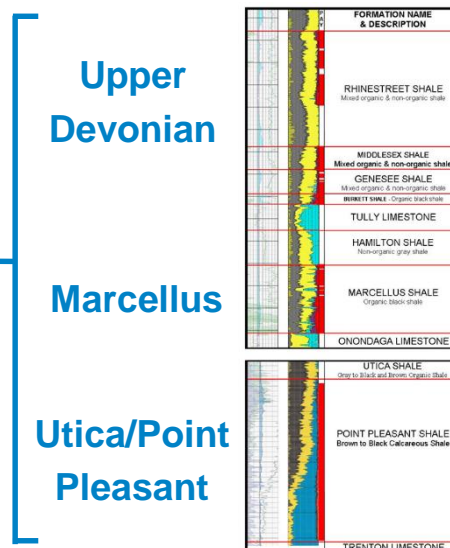 Upper
Devonian
Marcellus
Utica/Point
Pleasant
PAY
FORMATION NAME
& DESCRIPTION
RHINESTREET SHALE
Mixed organic & non-organic shale
MIDDLESEX SHALE
Mixed organic & non-organic shale
GENESEE SHALE
Mixed organic & non-organic shale
BURKETT SHALE - Organic black shale
TULLY LIMESTONE
HAMILTON SHALE
Non-organic gray shale
MARCELLUS SHALE
Organic black shale
ONONDAGA LIMESTONE
UTICA SHALE
Gray to Black and Brown Organic Shale
POINT PLEASANT SHALE
Brown to Black Calcareous Shale
TRENTON LIMESTONE